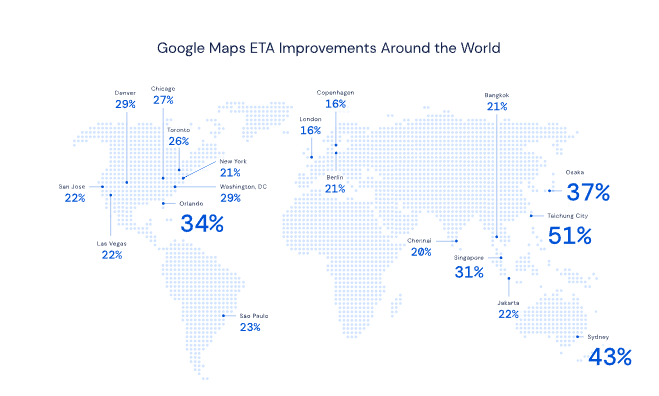 Google Maps ETA Improvements Around the World
Denver
29%
Chicago
27%
Toronto
26%
New York
21%
San Jose
22%
Washington, DC
29%
Orlando
34%
Las Vegas
22%
São Paulo
23%
Copenhagen
16%
London
16%
Berlin
21%
Bangkok
21%
Osaka
37%
Taichung City
51%
Chennai
20%
Singapore
31%
Jakarta
22%
Sydney
43%